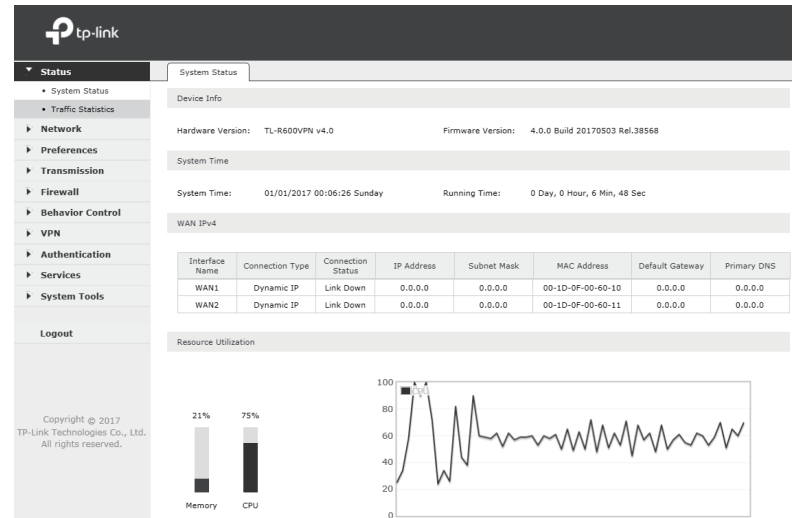 tp-link
Status
System Status
Traffic Statistics
Network
Preferences
Transmission
Firewall
Behavior Control
VPN
Authentication
Services
System Tools
Logout
Copyright © 2017
TP-Link Technologies Co., Ltd.
All rights reserved.
System Status
Device Info
Hardware Version: TL-R600VPN v4.0 Firmware Version: 4.0.0 Build 20170503 Rel.38568
System Time
System Time: 01/01/2017 00:06:26 Sunday Running Time: 0 Day, 0 Hour, 6 Min, 48 Sec
WAN IPv4
Interface Name Connection Type Connection Status IP Address Subnet Mask MAC Address Default Gateway Primary DNS
WAN1 Dynamic IP Link Down 0.0.0.0 0.0.0.0 00-1D-0F-00-60-10 0.0.0.0 0.0.0.0
WAN2 Dynamic IP Link Down 0.0.0.0 0.0.0.0 00-1D-0F-00-60-11 0.0.0.0 0.0.0.0
Resource Utilization
21% 75%
Memory CPU
100
CPU
80
60
40
20
0